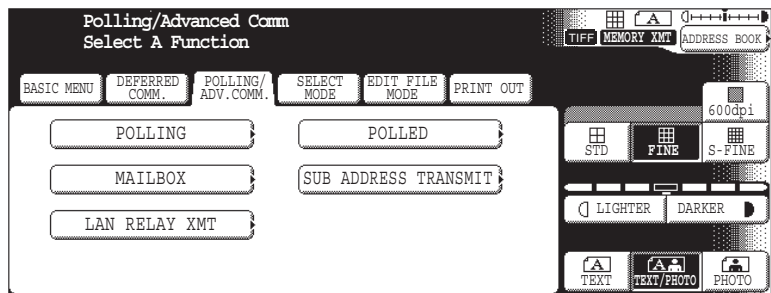 Polling/Advanced Comm
Select A Function
TIFF MEMORY XMT A ADDRESS BOOK
BASIC MENU
DEFERRED
COMM.
POLLING/
ADV.COMM.
SELECT
MODE
EDIT FILE
MODE
PRINT OUT
600dpi
POLLING POLLED
STD FINE S-FINE
MAILBOX SUB ADDRESS TRANSMIT
LIGHTER DARKER
LAN RELAY XMT
A A
TEXT TEXT/PHOTO PHOTO